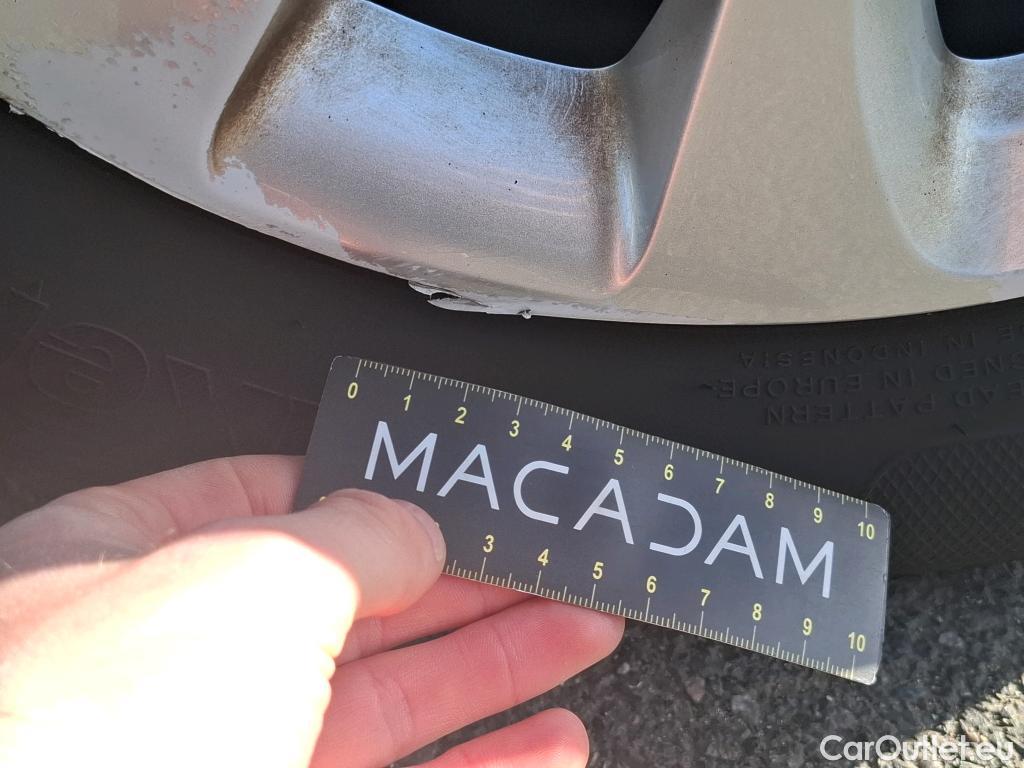 0 1 2 3 4 5 6 7 8 9 10
MACADAM
3 4 5 6 7 8 9 10
TREAD PATTERN
DESIGNED IN EUROPE-
MADE IN INDONESIA
CarOutlet.eu